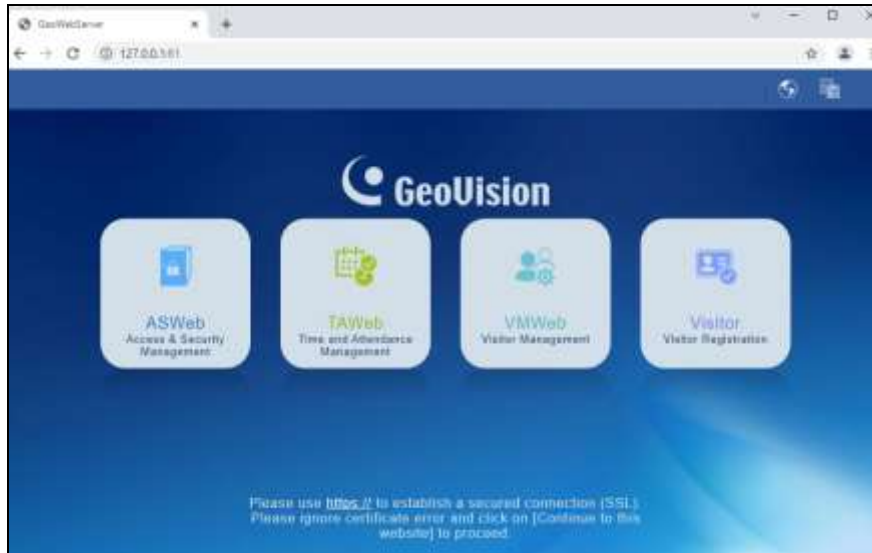 GeoWebServer
127.0.0.1:81
GeoVision
ASWeb
Access & Security
Management
TAWeb
Time and Attendance
Management
VMWeb
Visitor Management
Visitor
Visitor Registration
Please use https:// to establish a secured connection (SSL).
Please ignore certificate error and click on [Continue to this
website] to proceed.